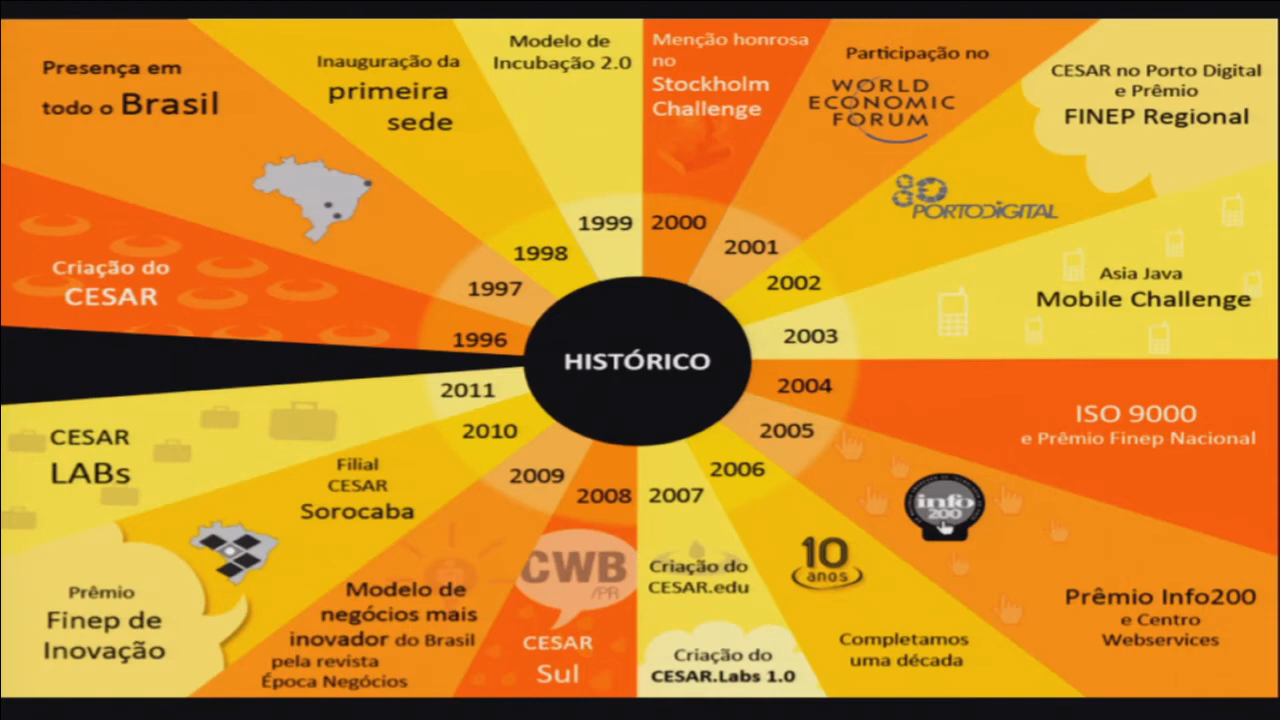 HISTÓRICO
1996
Criação do
CESAR
1997
Presença em
todo o Brasil
1998
Inauguração da
primeira
sede
1999
Modelo de
Incubação 2.0
2000
Menção honrosa
no
Stockholm
Challenge
2001
Participação no
WORLD
ECONOMIC
FORUM
2002
CESAR no Porto Digital
e Prêmio
FINEP Regional
PORTODIGITAL
2003
Asia Java
Mobile Challenge
2004
ISO 9000
e Prêmio Finep Nacional
2005
info
200
Prêmio Info200
e Centro
Webservices
2006
10
anos
Completamos
uma década
2007
Criação do
CESAR.edu
Criação do
CESAR.Labs 1.0
2008
CWB
/PR
CESAR
Sul
2009
Modelo de
negócios mais
inovador do Brasil
pela revista
Época Negócios
2010
Filial
CESAR
Sorocaba
Prêmio
Finep de
Inovação
2011
CESAR
LABs